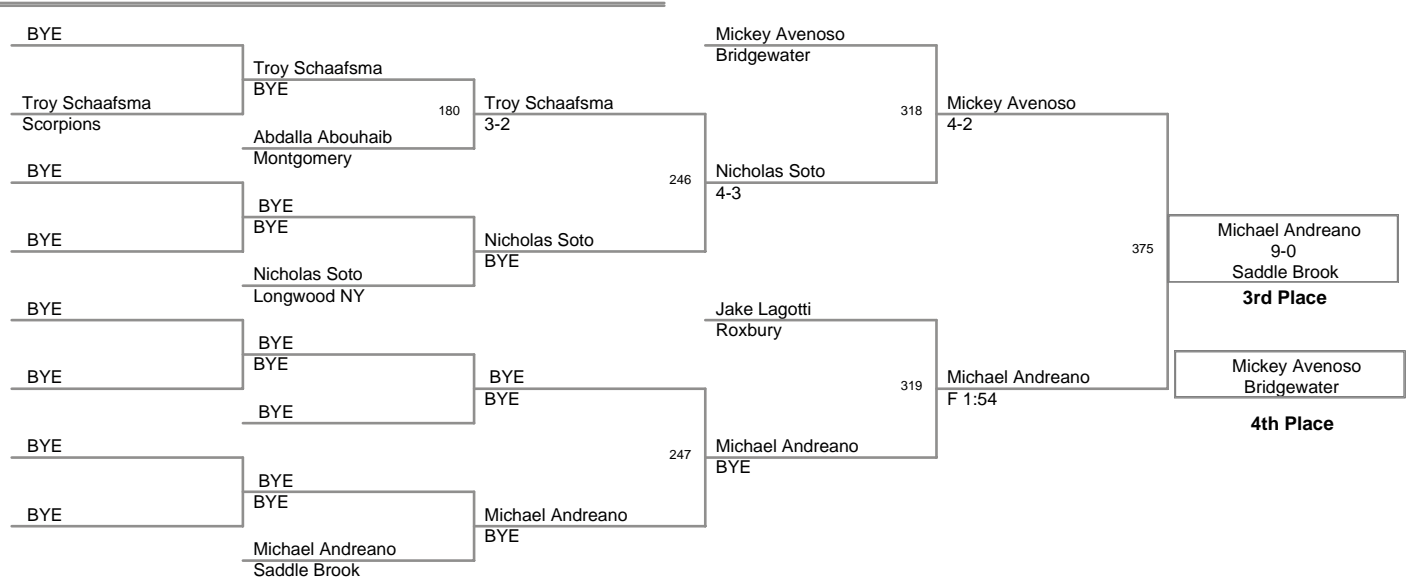 BYE
Mickey Avenoso
Bridgewater
Troy Schaafsma
BYE
Troy Schaafsma
Scorpions
180
Troy Schaafsma
3-2
318
Mickey Avenoso
4-2
Abdalla Abouhaib
Montgomery
BYE
246
Nicholas Soto
4-3
BYE
BYE
BYE
Nicholas Soto
BYE
375
Michael Andreano
9-0
Saddle Brook
3rd Place
Nicholas Soto
Longwood NY
BYE
Jake Lagotti
Roxbury
BYE
BYE
BYE
BYE
BYE
319
Michael Andreano
F 1:54
Mickey Avenoso
Bridgewater
4th Place
BYE
BYE
247
Michael Andreano
BYE
BYE
BYE
BYE
Michael Andreano
BYE
Michael Andreano
Saddle Brook